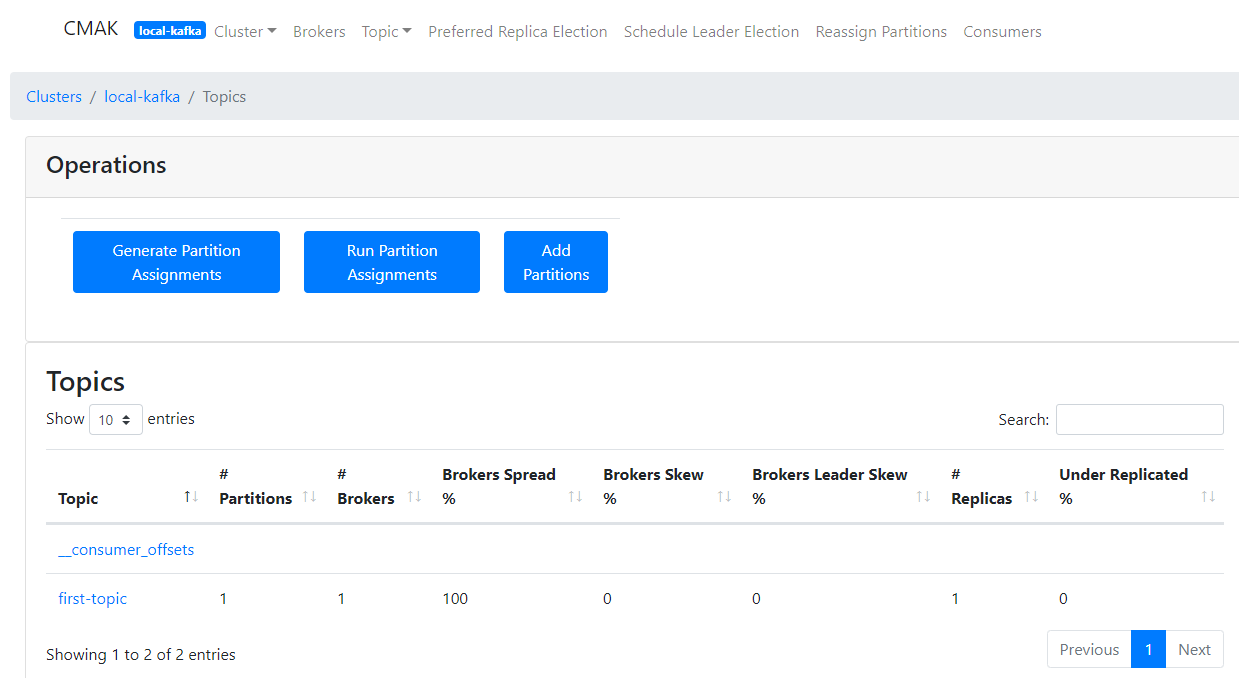 CMAK local-kafka Cluster Brokers Topic Preferred Replica Election Schedule Leader Election Reassign Partitions Consumers
Clusters / local-kafka / Topics
Operations
Generate Partition Assignments
Run Partition Assignments
Add Partitions
Topics
Show 10 entries
Search:
Topic # Partitions # Brokers Brokers Spread % Brokers Skew % Brokers Leader Skew % # Replicas Under Replicated %
__consumer_offsets
first-topic 1 1 100 0 0 1 0
Showing 1 to 2 of 2 entries
Previous 1 Next